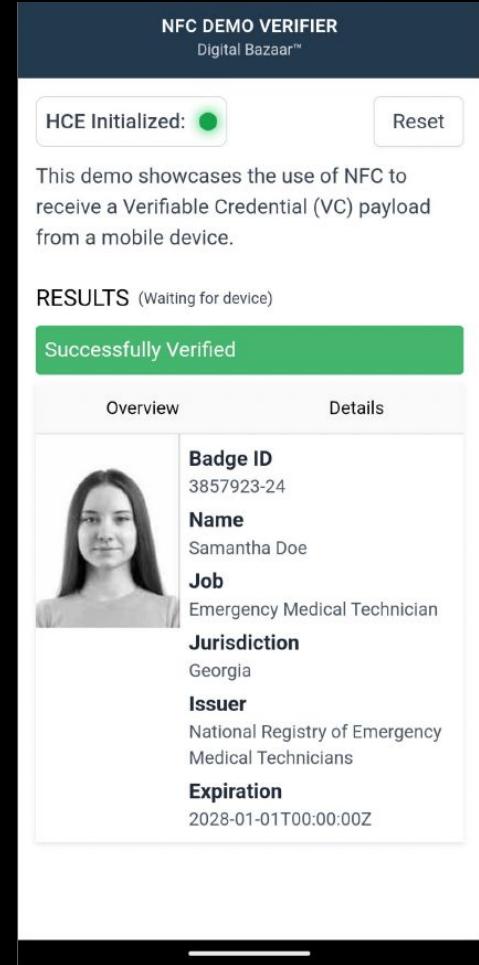 NFC DEMO VERIFIER
Digital Bazaar™
HCE Initialized:
Reset
This demo showcases the use of NFC to
receive a Verifiable Credential (VC) payload
from a mobile device.
RESULTS (Waiting for device)
Successfully Verified
Overview
Details
Badge ID
3857923-24
Name
Samantha Doe
Job
Emergency Medical Technician
Jurisdiction
Georgia
Issuer
National Registry of Emergency
Medical Technicians
Expiration
2028-01-01T00:00:00Z